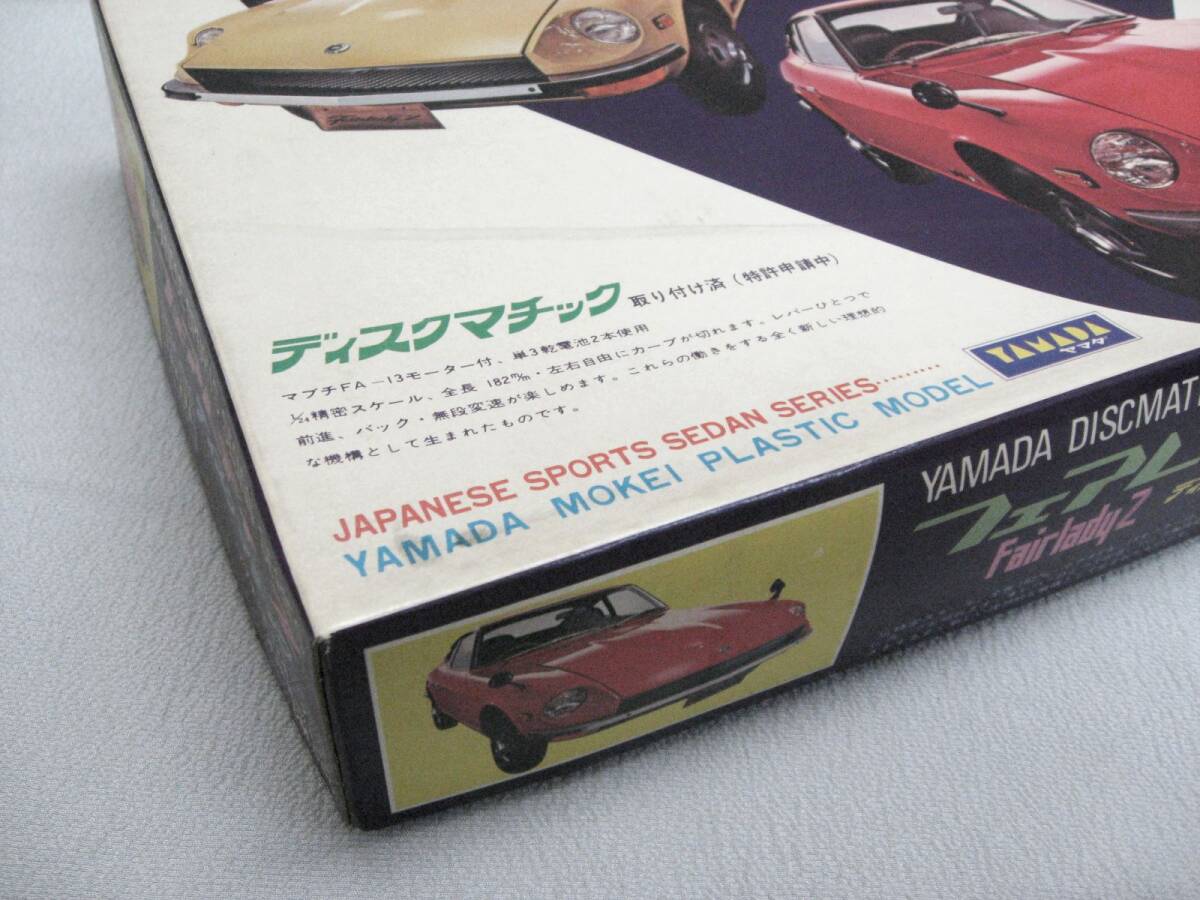 Fairlady Z
ディスクマチック 取り付け済(特許申請中)
マブチFA-13モーター付、単3乾電池2本使用
1/24精密スケール、全長 182m/m・左右自由にカーブが切れます。レバーひとつで
前進、バック・無段変速が楽しめます。これらの働きをする全く新しい理想的
な機構として生まれたものです。
JAPANESE SPORTS SEDAN SERIES.........
YAMADA MOKEI PLASTIC MODEL
YAMADA
ヤマダ
YAMADA DISCMAT
フェアレ
Fairlady Z